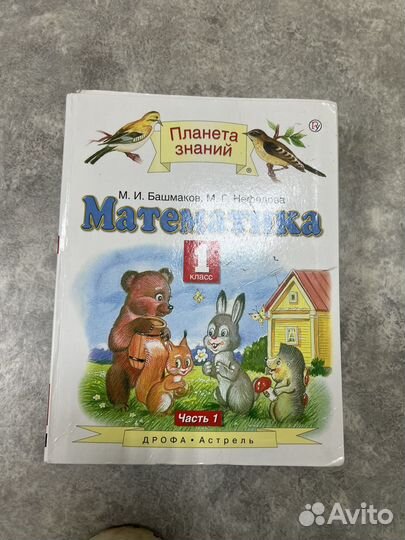 Планета
знаний
М. И. Башмаков, М. Г. Нефёдова
Математика
1
класс
Часть 1
ДРОФА • Астрель
Avito